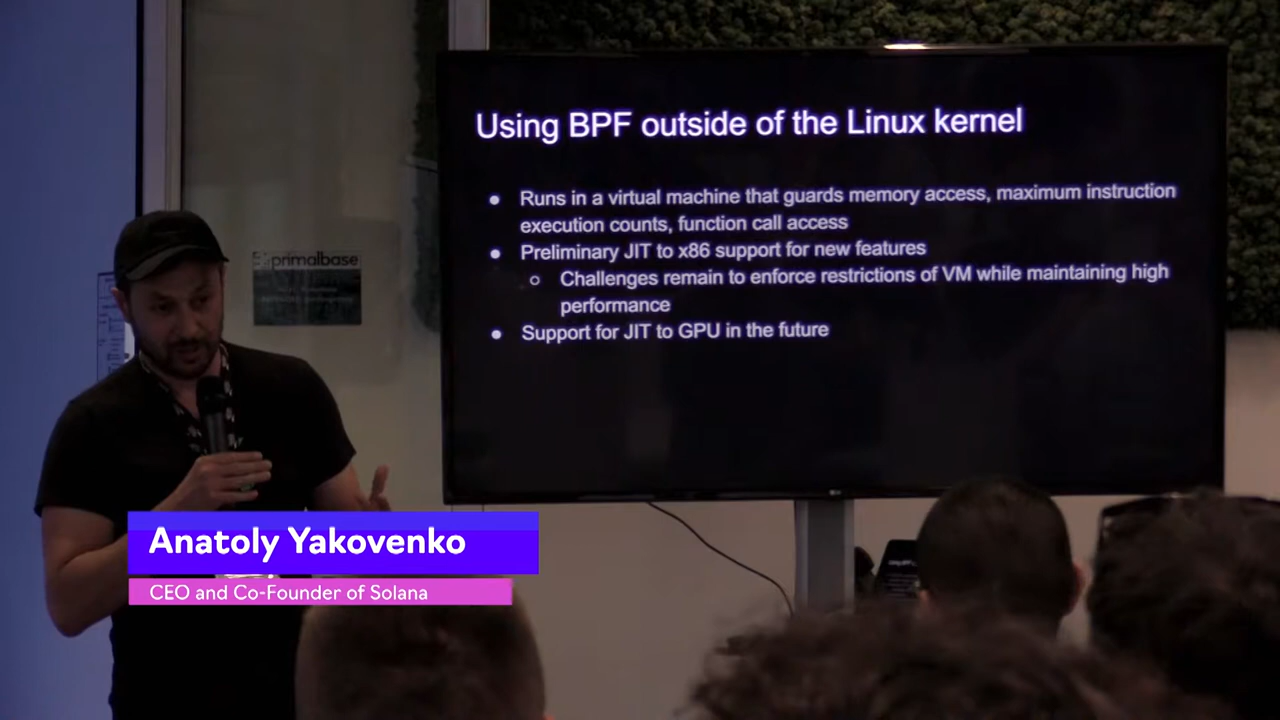 Using BPF outside of the Linux kernel
● Runs in a virtual machine that guards memory access, maximum instruction
execution counts, function call access
● Preliminary JIT to x86 support for new features
○ Challenges remain to enforce restrictions of VM while maintaining high
performance
● Support for JIT to GPU in the future
primalbase
Anatoly Yakovenko
CEO and Co-Founder of Solana